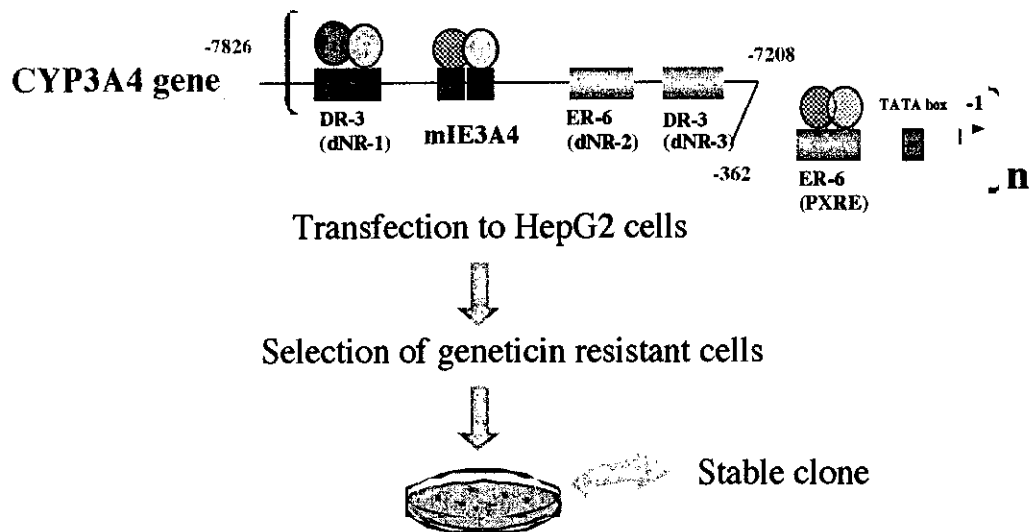 -7826
-7208
CYP3A4 gene
DR-3
(dNR-1)
mIE3A4
ER-6
(dNR-2)
DR-3
(dNR-3)
-362
TATA box
-1
ER-6
(PXRE)
n
Transfection to HepG2 cells
Selection of geneticin resistant cells
Stable clone